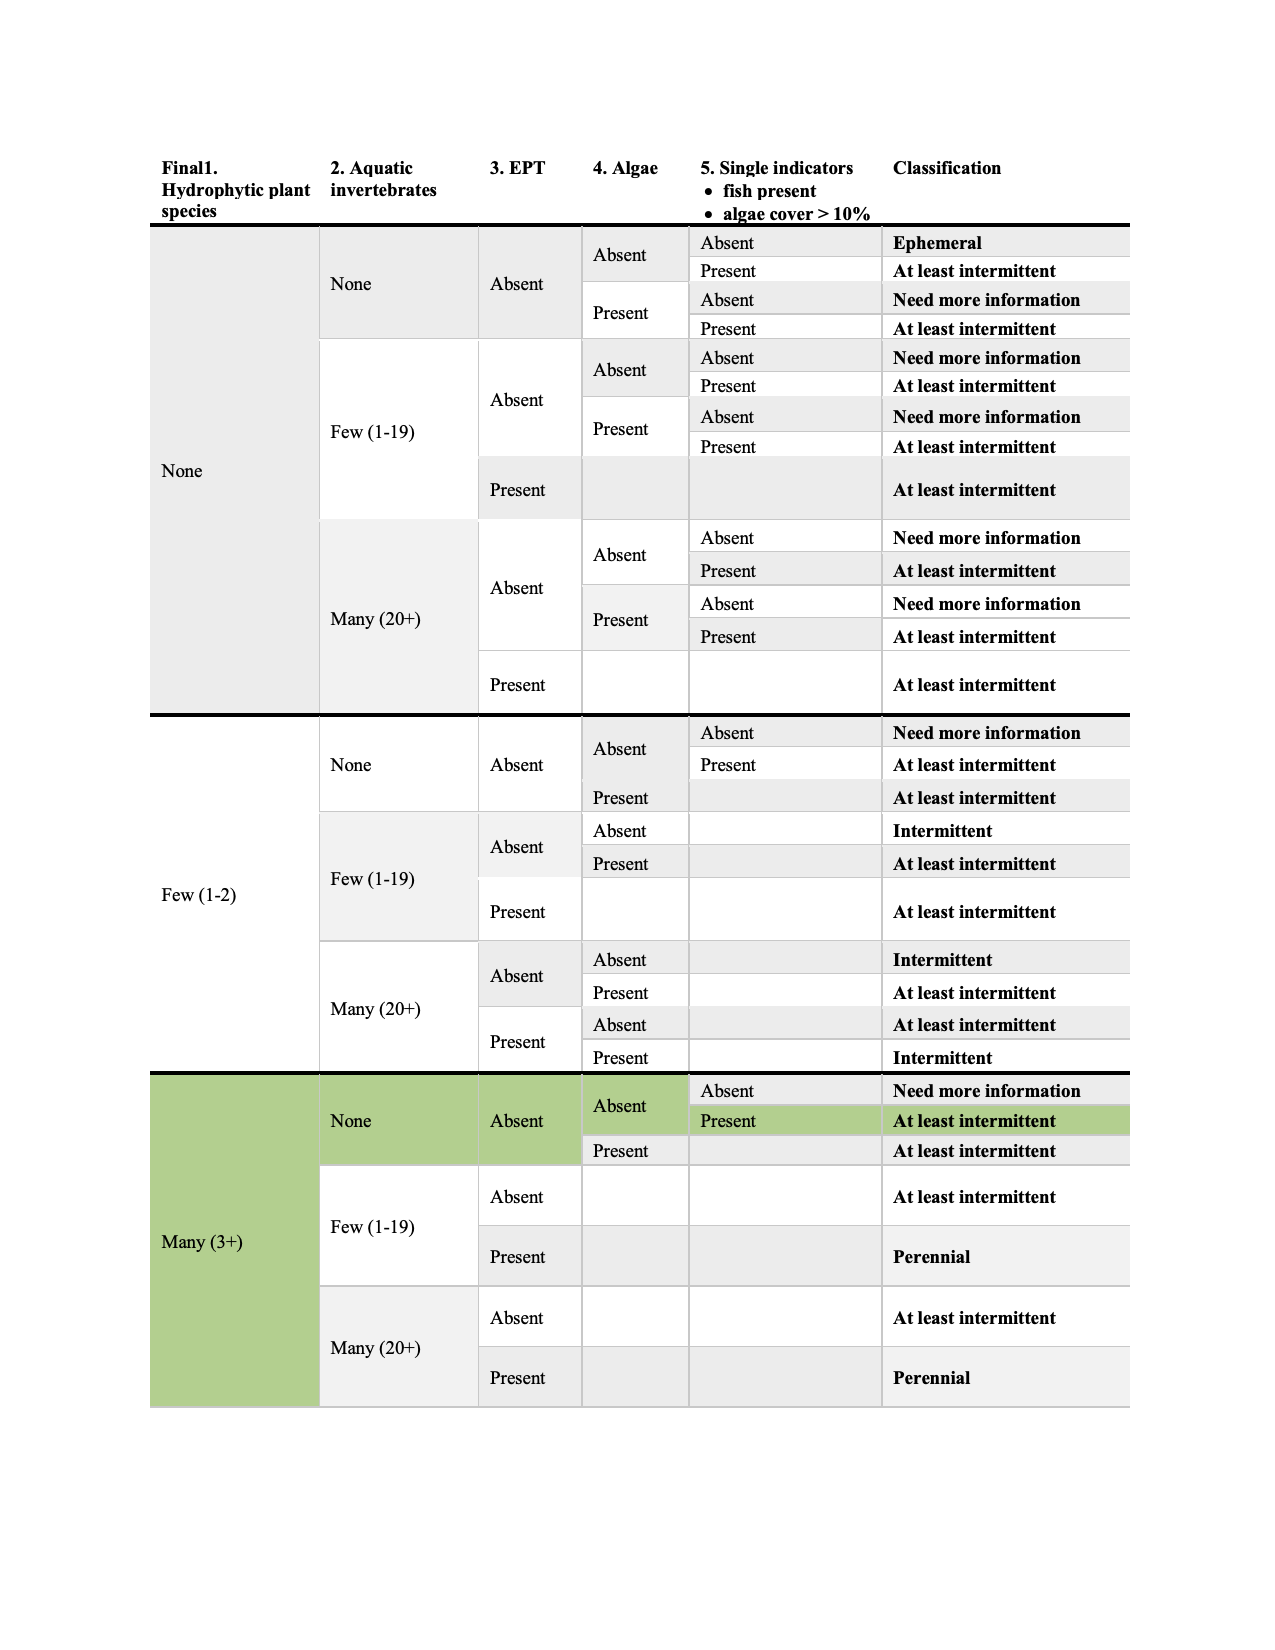 Final1. Hydrophytic plant species | 2. Aquatic invertebrates | 3. EPT | 4. Algae | 5. Single indicators • fish present • algae cover > 10% | Classification
None | None | Absent | Absent | Absent | Ephemeral
Present | At least intermittent
Present | Absent | Need more information
Present | At least intermittent
Few (1-19) | Absent | Absent | Absent | Need more information
Present | At least intermittent
Present | Absent | Need more information
Present | At least intermittent
Present | At least intermittent
Many (20+) | Absent | Absent | Absent | Need more information
Present | At least intermittent
Present | Absent | Need more information
Present | At least intermittent
Present | At least intermittent
Few (1-2) | None | Absent | Absent | Absent | Need more information
Present | At least intermittent
Present | At least intermittent
Few (1-19) | Absent | Absent | Intermittent
Present | At least intermittent
Present | At least intermittent
Many (20+) | Absent | Absent | Intermittent
Present | At least intermittent
Present | Absent | At least intermittent
Present | Intermittent
Many (3+) | None | Absent | Absent | Absent | Need more information
Present | At least intermittent
Present | At least intermittent
Few (1-19) | Absent | At least intermittent
Present | Perennial
Many (20+) | Absent | At least intermittent
Present | Perennial